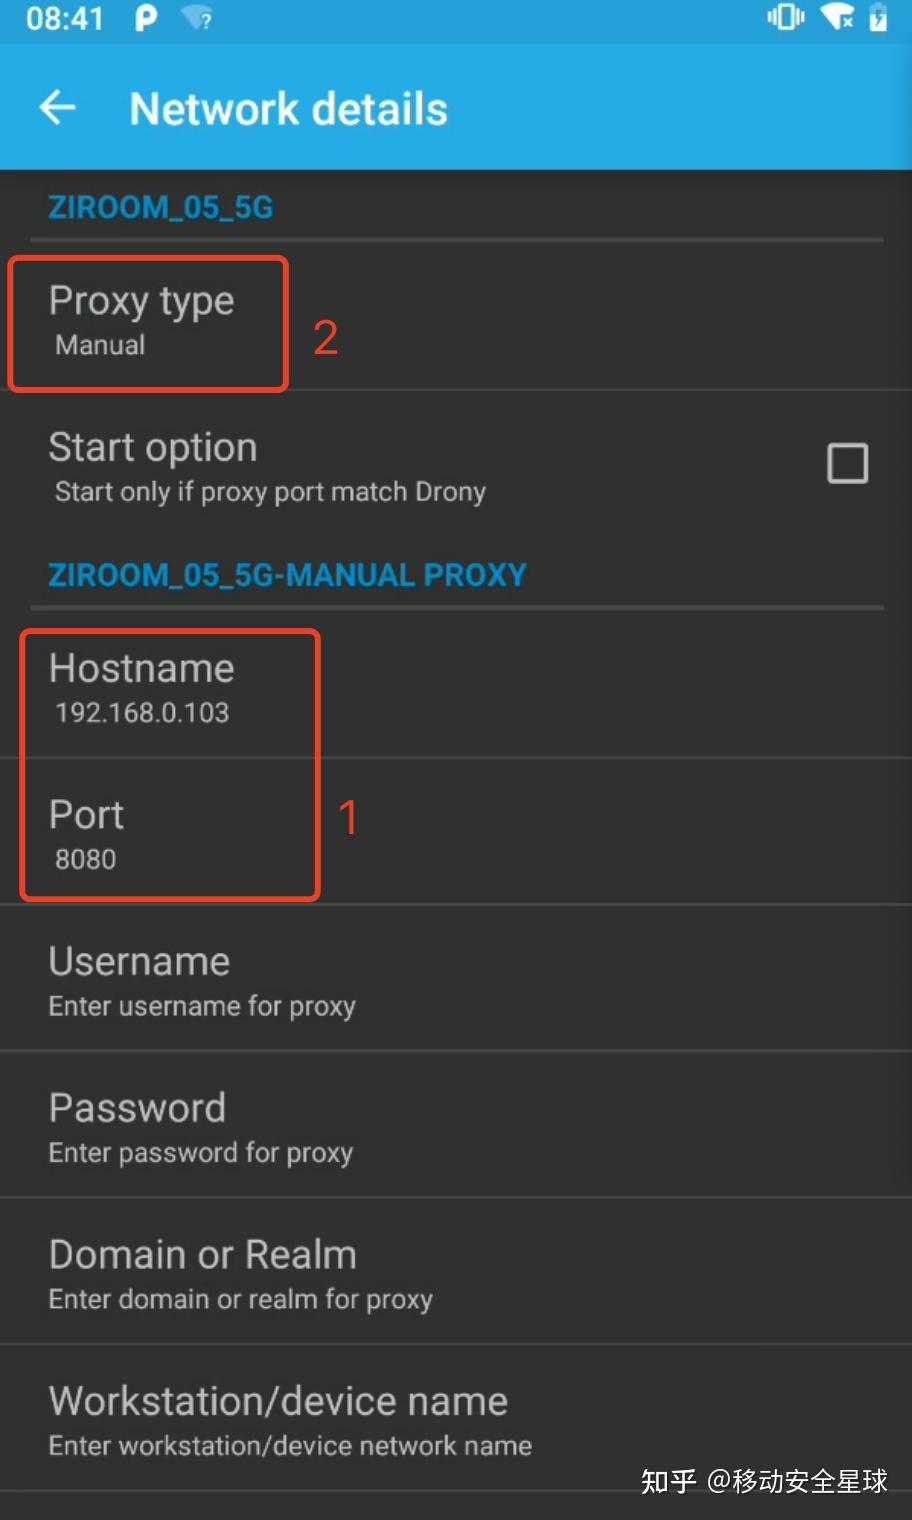 08:41
Network details
ZIROOM_05_5G
Proxy type
Manual
2
Start option
Start only if proxy port match Drony
ZIROOM_05_5G-MANUAL PROXY
Hostname
192.168.0.103
Port
1
8080
Username
Enter username for proxy
Password
Enter password for proxy
Domain or Realm
Enter domain or realm for proxy
Workstation/device name
Enter workstation/device network name
知乎 @移动安全星球